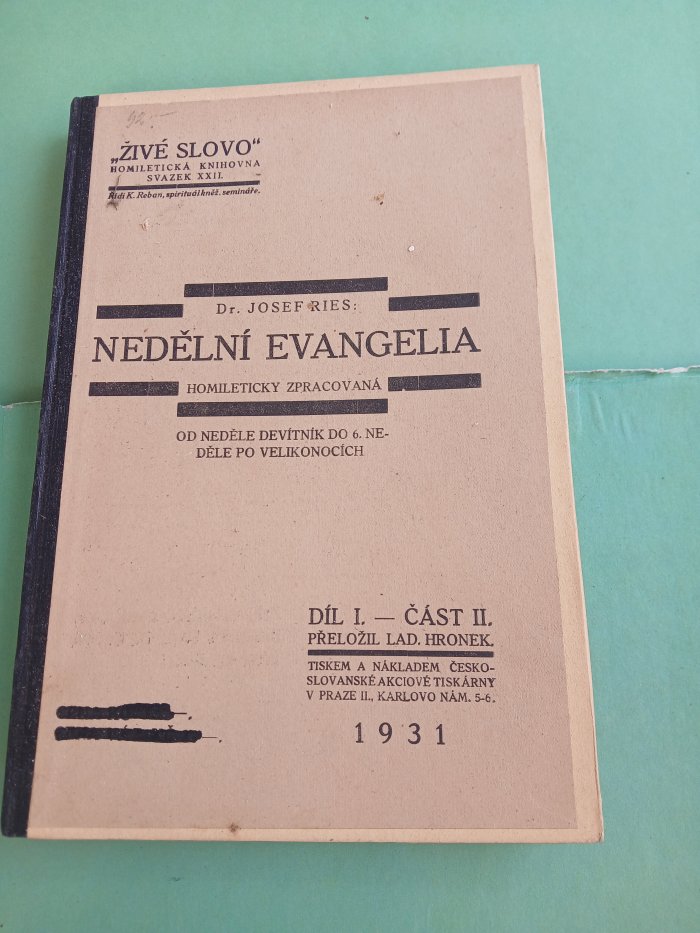 92.—
„ŽIVÉ SLOVO“
HOMILETICKÁ KNIHOVNA
SVAZEK XXII.
Řídí K. Reban, spirituál kněž. semináře.
Dr. JOSEF RIES:
NEDĚLNÍ EVANGELIA
HOMILETICKY ZPRACOVANÁ
OD NEDĚLE DEVÍTNÍK DO 6. NE-
DĚLE PO VELIKONOCÍCH
DÍL I. — ČÁST II.
PŘELOŽIL LAD. HRONEK.
TISKEM A NÁKLADEM ČESKO-
SLOVANSKÉ AKCIOVÉ TISKÁRNY
V PRAZE II., KARLOVO NÁM. 5-6.
1931